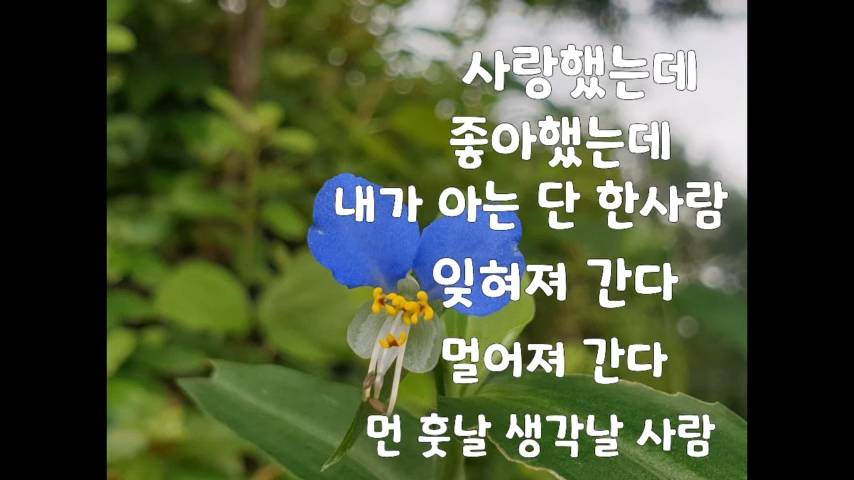 사랑했는데
좋아했는데
내가 아는 단 한사람
잊혀져 간다
멀어져 간다
먼 훗날 생각날 사람